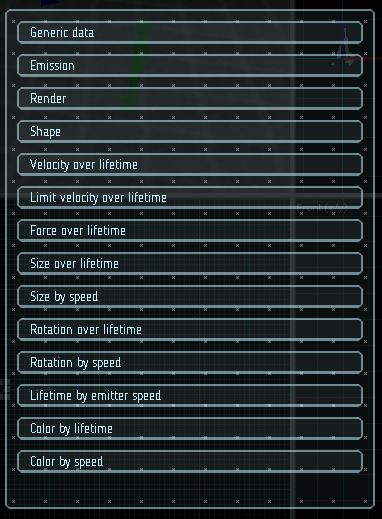 Generic data
Emission
Render
Shape
Velocity over lifetime
Limit velocity over lifetime
Front (x/y)
Force over lifetime
Size over lifetime
Size by speed
Rotation over lifetime
Rotation by speed
Lifetime by emitter speed
Color by lifetime
Color by speed